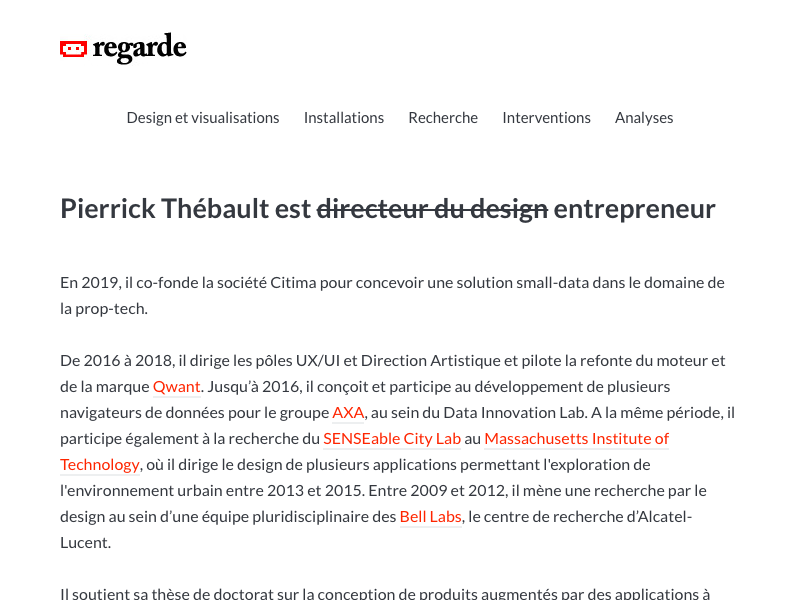 regarde
Design et visualisations Installations Recherche Interventions Analyses
Pierrick Thébault est directeur du design entrepreneur
En 2019, il co-fonde la société Citima pour concevoir une solution small-data dans le domaine de
la prop-tech.
De 2016 à 2018, il dirige les pôles UX/UI et Direction Artistique et pilote la refonte du moteur et
de la marque Qwant. Jusqu’à 2016, il conçoit et participe au développement de plusieurs
navigateurs de données pour le groupe AXA, au sein du Data Innovation Lab. A la même période, il
participe également à la recherche du SENSEable City Lab au Massachusetts Institute of
Technology, où il dirige le design de plusieurs applications permettant l'exploration de
l'environnement urbain entre 2013 et 2015. Entre 2009 et 2012, il mène une recherche par le
design au sein d’une équipe pluridisciplinaire des Bell Labs, le centre de recherche d’Alcatel-
Lucent.
Il soutient sa thèse de doctorat sur la conception de produits augmentés par des applications à